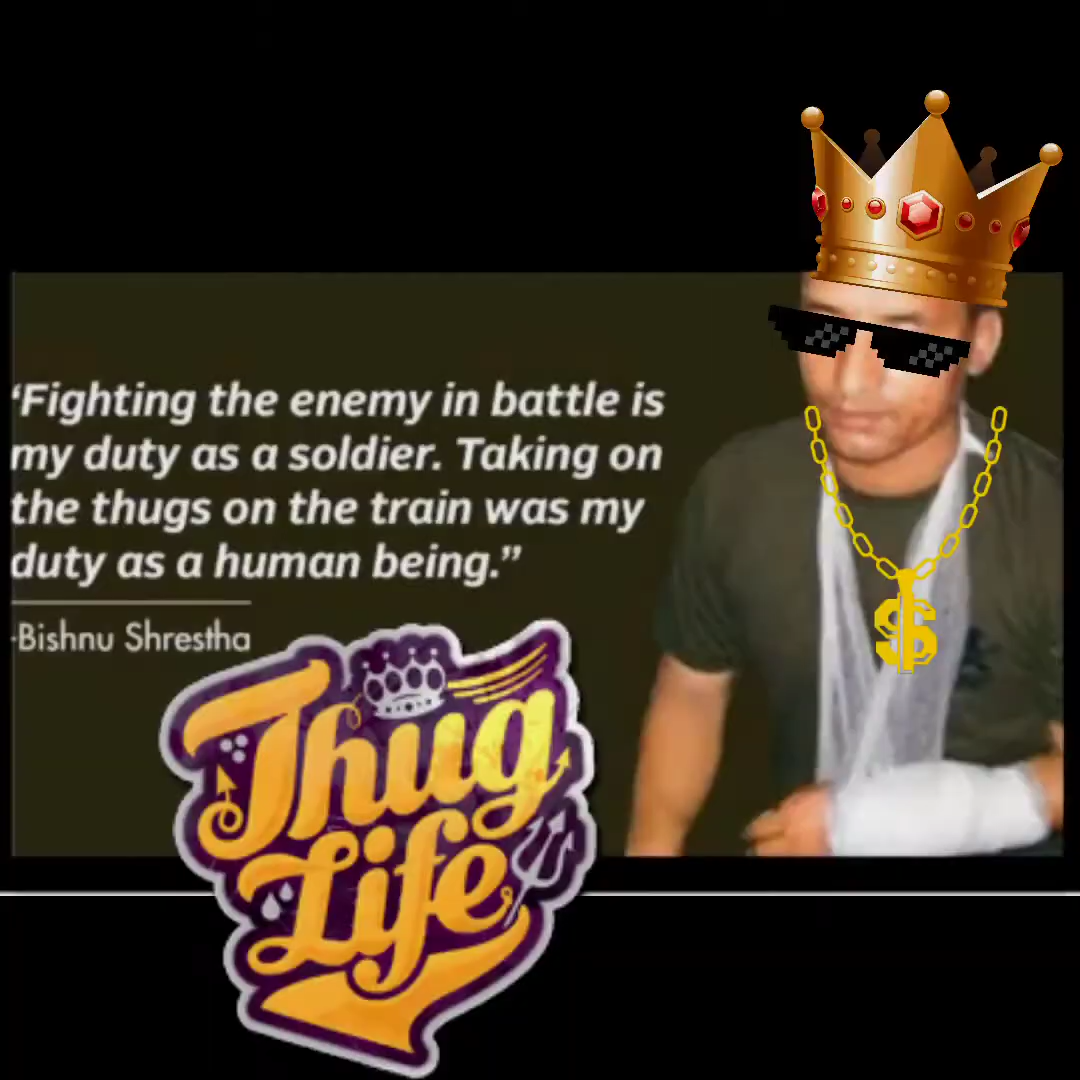 ‘Fighting the enemy in battle is
my duty as a soldier. Taking on
the thugs on the train was my
duty as a human being.”
-Bishnu Shrestha
Thug
Life